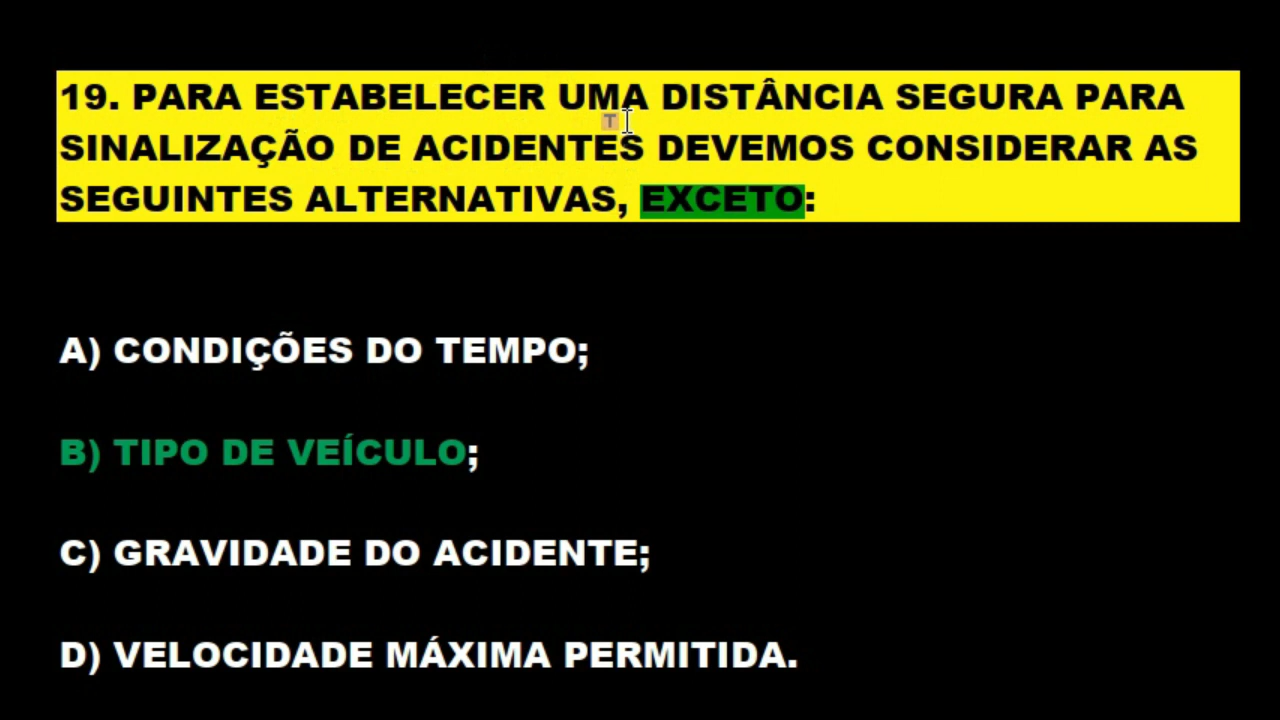 19. PARA ESTABELECER UMA DISTÂNCIA SEGURA PARA
SINALIZAÇÃO DE ACIDENTES DEVEMOS CONSIDERAR AS
SEGUINTES ALTERNATIVAS, EXCETO:
A) CONDIÇÕES DO TEMPO;
B) TIPO DE VEÍCULO;
C) GRAVIDADE DO ACIDENTE;
D) VELOCIDADE MÁXIMA PERMITIDA.